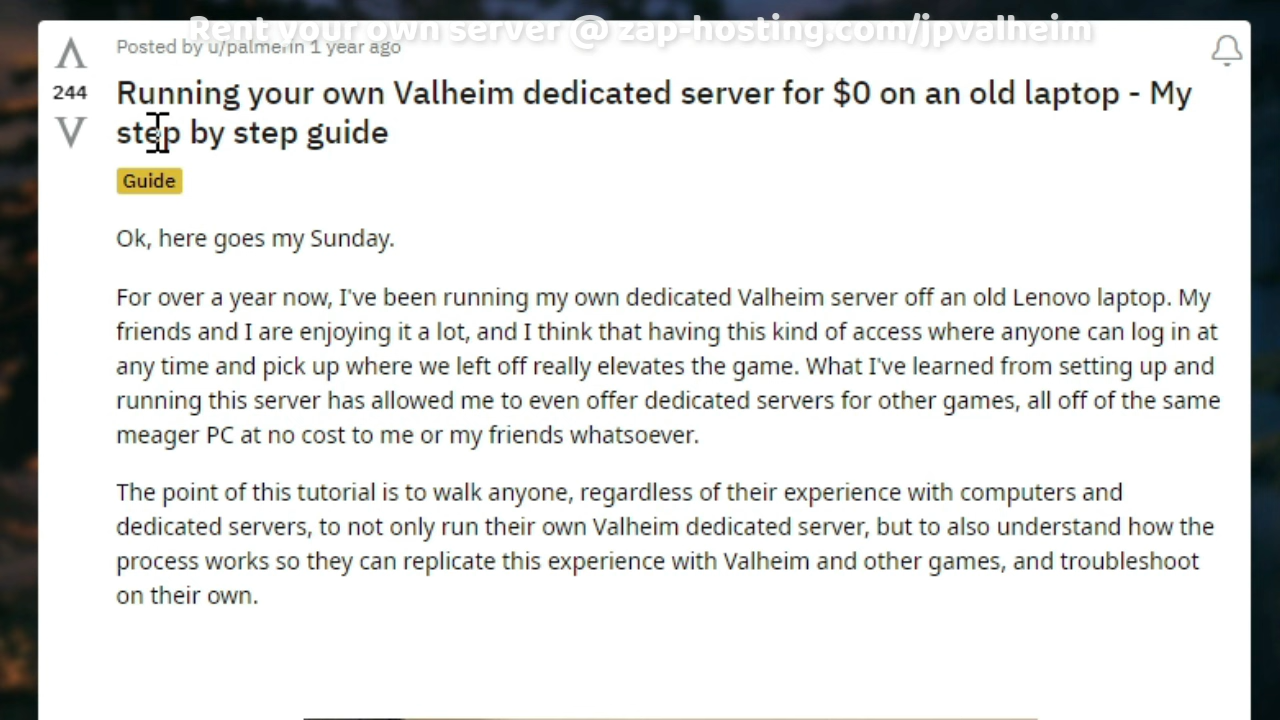 Rent your own server @ zap-hosting.com/jpvalheim
Posted by u/palmerin 1 year ago
244
Running your own Valheim dedicated server for $0 on an old laptop - My
step by step guide
Guide
Ok, here goes my Sunday.
For over a year now, I've been running my own dedicated Valheim server off an old Lenovo laptop. My
friends and I are enjoying it a lot, and I think that having this kind of access where anyone can log in at
any time and pick up where we left off really elevates the game. What I've learned from setting up and
running this server has allowed me to even offer dedicated servers for other games, all off of the same
meager PC at no cost to me or my friends whatsoever.
The point of this tutorial is to walk anyone, regardless of their experience with computers and
dedicated servers, to not only run their own Valheim dedicated server, but to also understand how the
process works so they can replicate this experience with Valheim and other games, and troubleshoot
on their own.